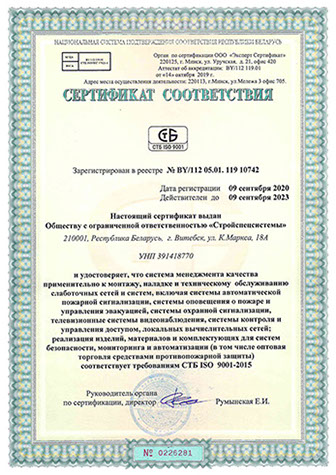 НАЦИОНАЛЬНАЯ СИСТЕМА ПОДТВЕРЖДЕНИЯ СООТВЕТСТВИЯ РЕСПУБЛИКИ БЕЛАРУСЬ
Орган по сертификации ООО «Эксперт Сертификат»
220125, г. Минск, ул. Уручская, д. 21, офис 420
Аттестат об аккредитации: BY/112 119.01
от «14» октября 2019 г.
Адрес места осуществления деятельности: 220113, г.Минск, ул.Мележа 3 офис 705.
СЕРТИФИКАТ СООТВЕТСТВИЯ
СТБ
СТБ ISO 9001
Зарегистрирован в реестре № BY/112 05.01. 119 10742
Дата регистрации 09 сентября 2020
Действителен до 09 сентября 2023
Настоящий сертификат выдан
Обществу с ограниченной ответственностью «Стройспецсистемы»
210001, Республика Беларусь, г. Витебск, ул. К.Маркса, 18А
УНП 391418770
и удостоверяет, что система менеджмента качества
применительно к монтажу, наладке и техническому обслуживанию
слаботочных сетей и систем, включая системы автоматической
пожарной сигнализации, системы оповещения о пожаре и
управления эвакуацией, системы охранной сигнализации,
телевизионные системы видеонаблюдения, системы контроля и
управления доступом, локальных вычислительных сетей;
реализации изделий, материалов и комплектующих для систем
безопасности, мониторинга и автоматизации (в том числе оптовая
торговля средствами противопожарной защиты)
соответствует требованиям СТБ ISO 9001-2015
Руководитель органа
по сертификации, директор Румынская Е.И.
№ 0226281